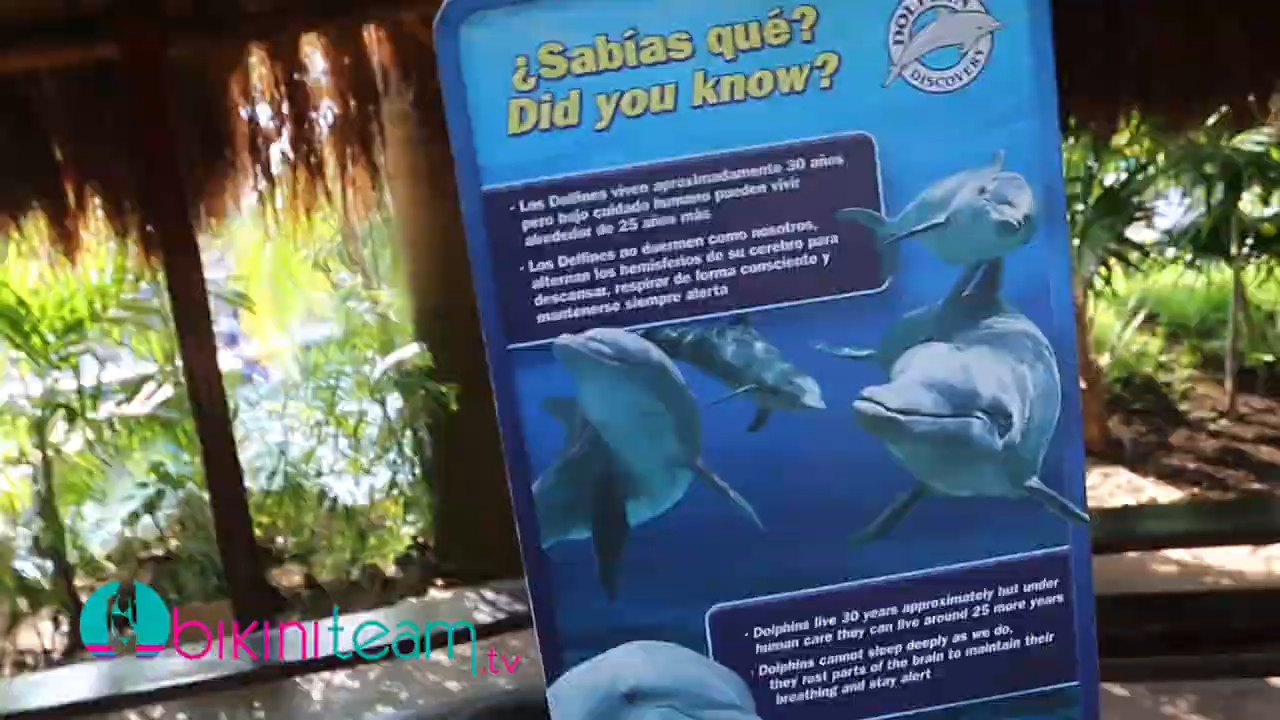 ¿Sabías qué?
Did you know?
DOLPHIN
DISCOVERY
- Los Delfines viven aproximadamente 30 años
pero bajo cuidado humano pueden vivir
alrededor de 25 años más
- Los Delfines no duermen como nosotros,
alternan los hemisferios de su cerebro para
descansar, respirar de forma consciente y
mantenerse siempre alerta
- Dolphins live 30 years approximately but under
human care they can live around 25 more years
- Dolphins cannot sleep deeply as we do,
they rest parts of the brain to maintain their
breathing and stay alert
bikiniteam.tv